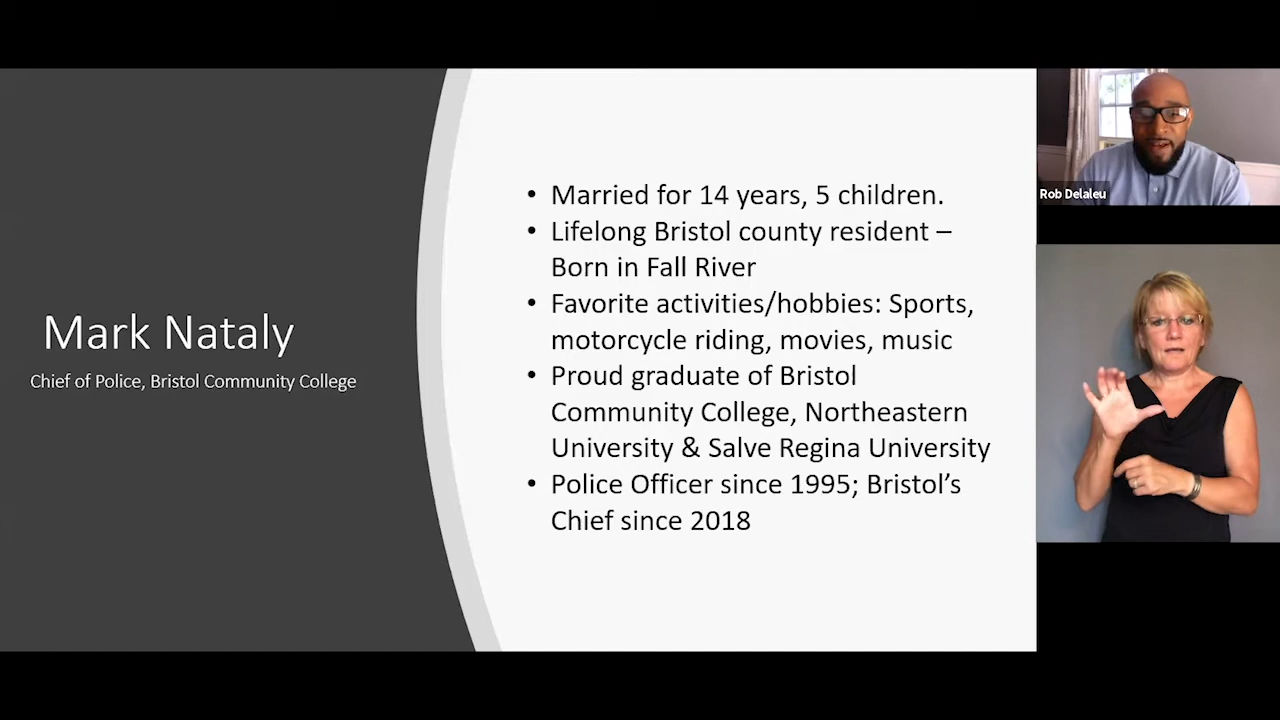 Mark Nataly
Chief of Police, Bristol Community College
• Married for 14 years, 5 children.
• Lifelong Bristol county resident –
Born in Fall River
• Favorite activities/hobbies: Sports,
motorcycle riding, movies, music
• Proud graduate of Bristol
Community College, Northeastern
University & Salve Regina University
• Police Officer since 1995; Bristol’s
Chief since 2018
Rob Delaleu